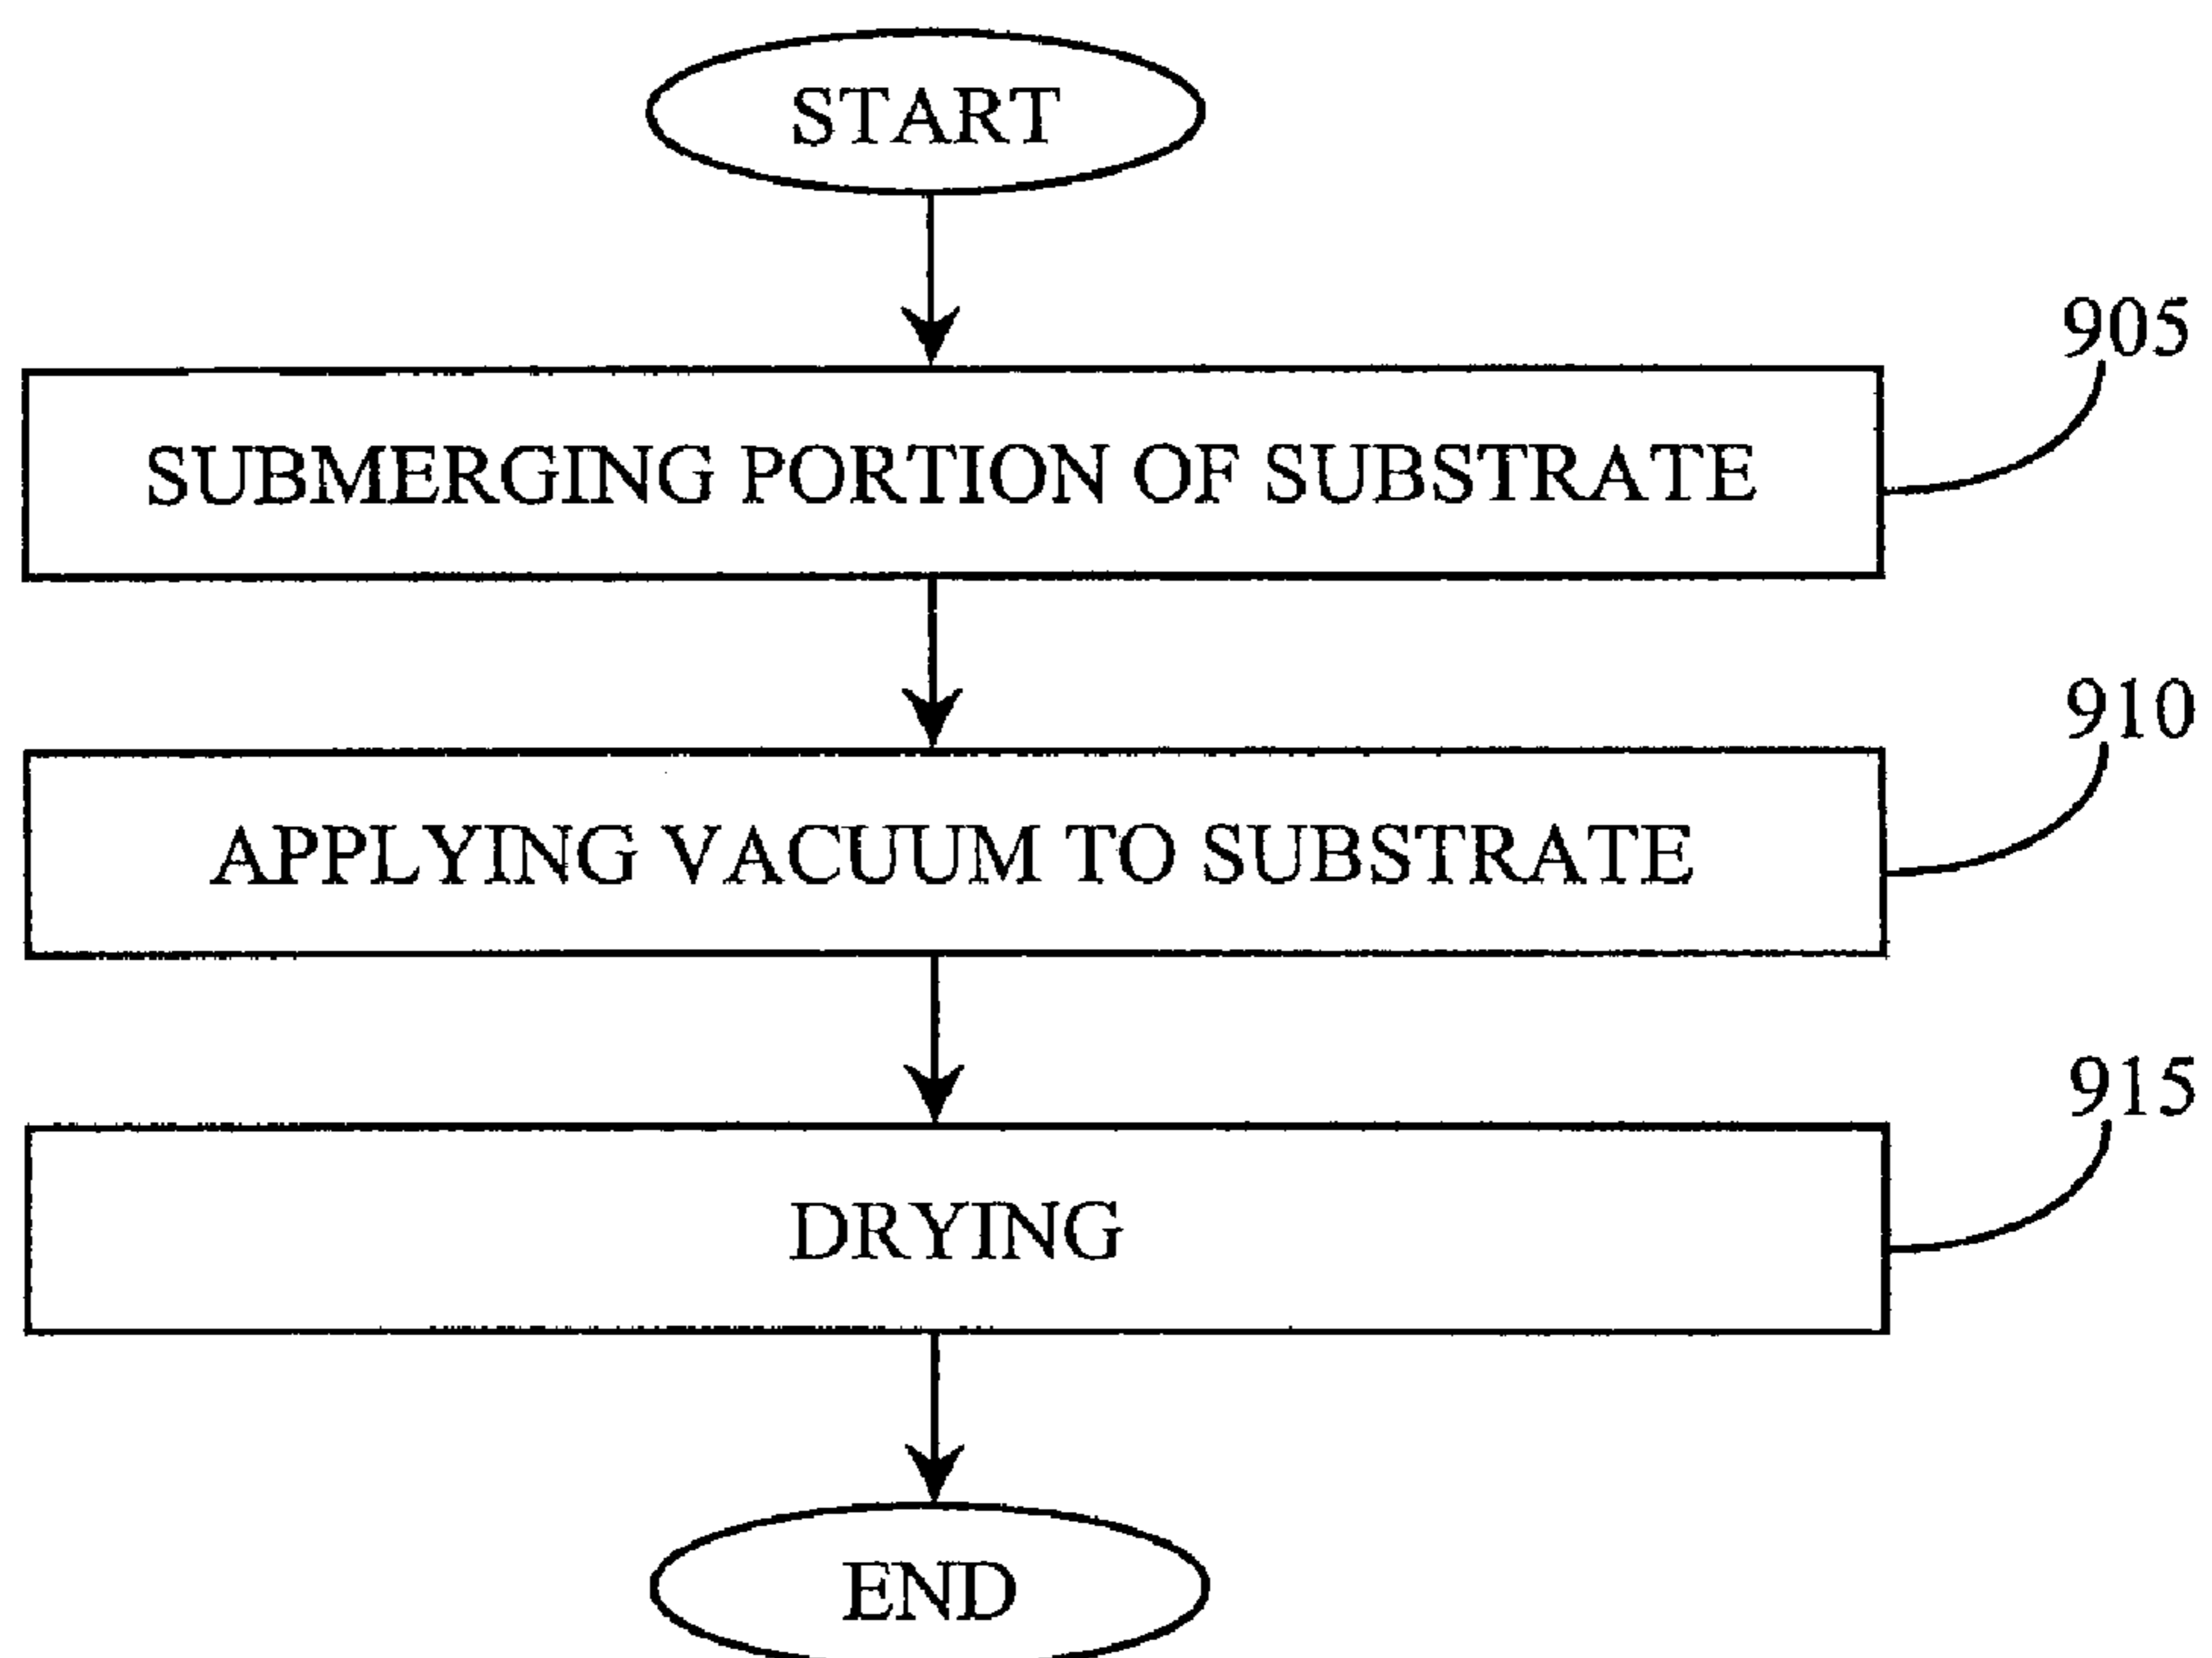 START
905
SUBMERGING PORTION OF SUBSTRATE
910
APPLYING VACUUM TO SUBSTRATE
915
DRYING
END